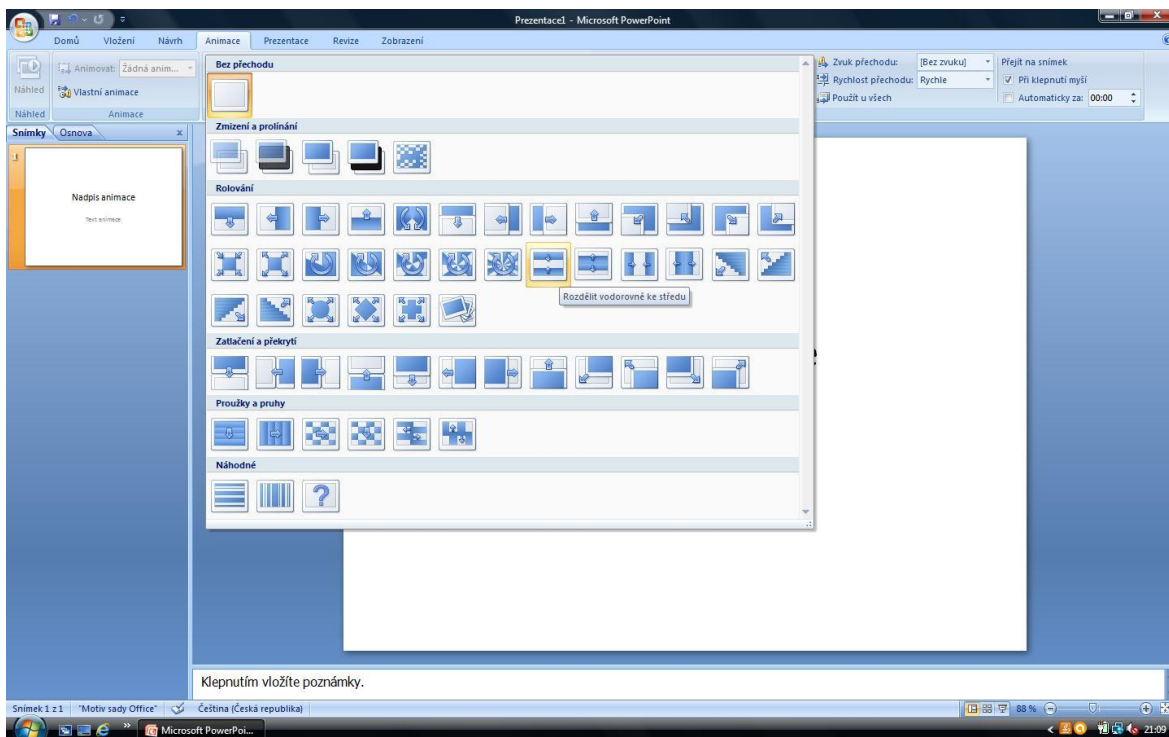 Prezentace1 - Microsoft PowerPoint
Domů Vložení Návrh Animace Prezentace Revize Zobrazení
Náhled
Animovat: Žádná anim...
Vlastní animace
Náhled
Animace
Bez přechodu
Zvuk přechodu: [Bez zvuku]
Rychlost přechodu: Rychle
Použít u všech
Přejít na snímek
Při klepnutí myší
Automaticky za: 00:00
Snímky Osnova x
1
Nadpis animace
Text animace
Zmizení a prolínání
Rolování
Rozdělit vodorovně ke středu
Zatlačení a překrytí
Proužky a pruhy
Náhodné
?
Klepnutím vložíte poznámky.
Snímek 1 z 1 "Motiv sady Office" Čeština (Česká republika) 88 %
Microsoft PowerPoi... 21:09